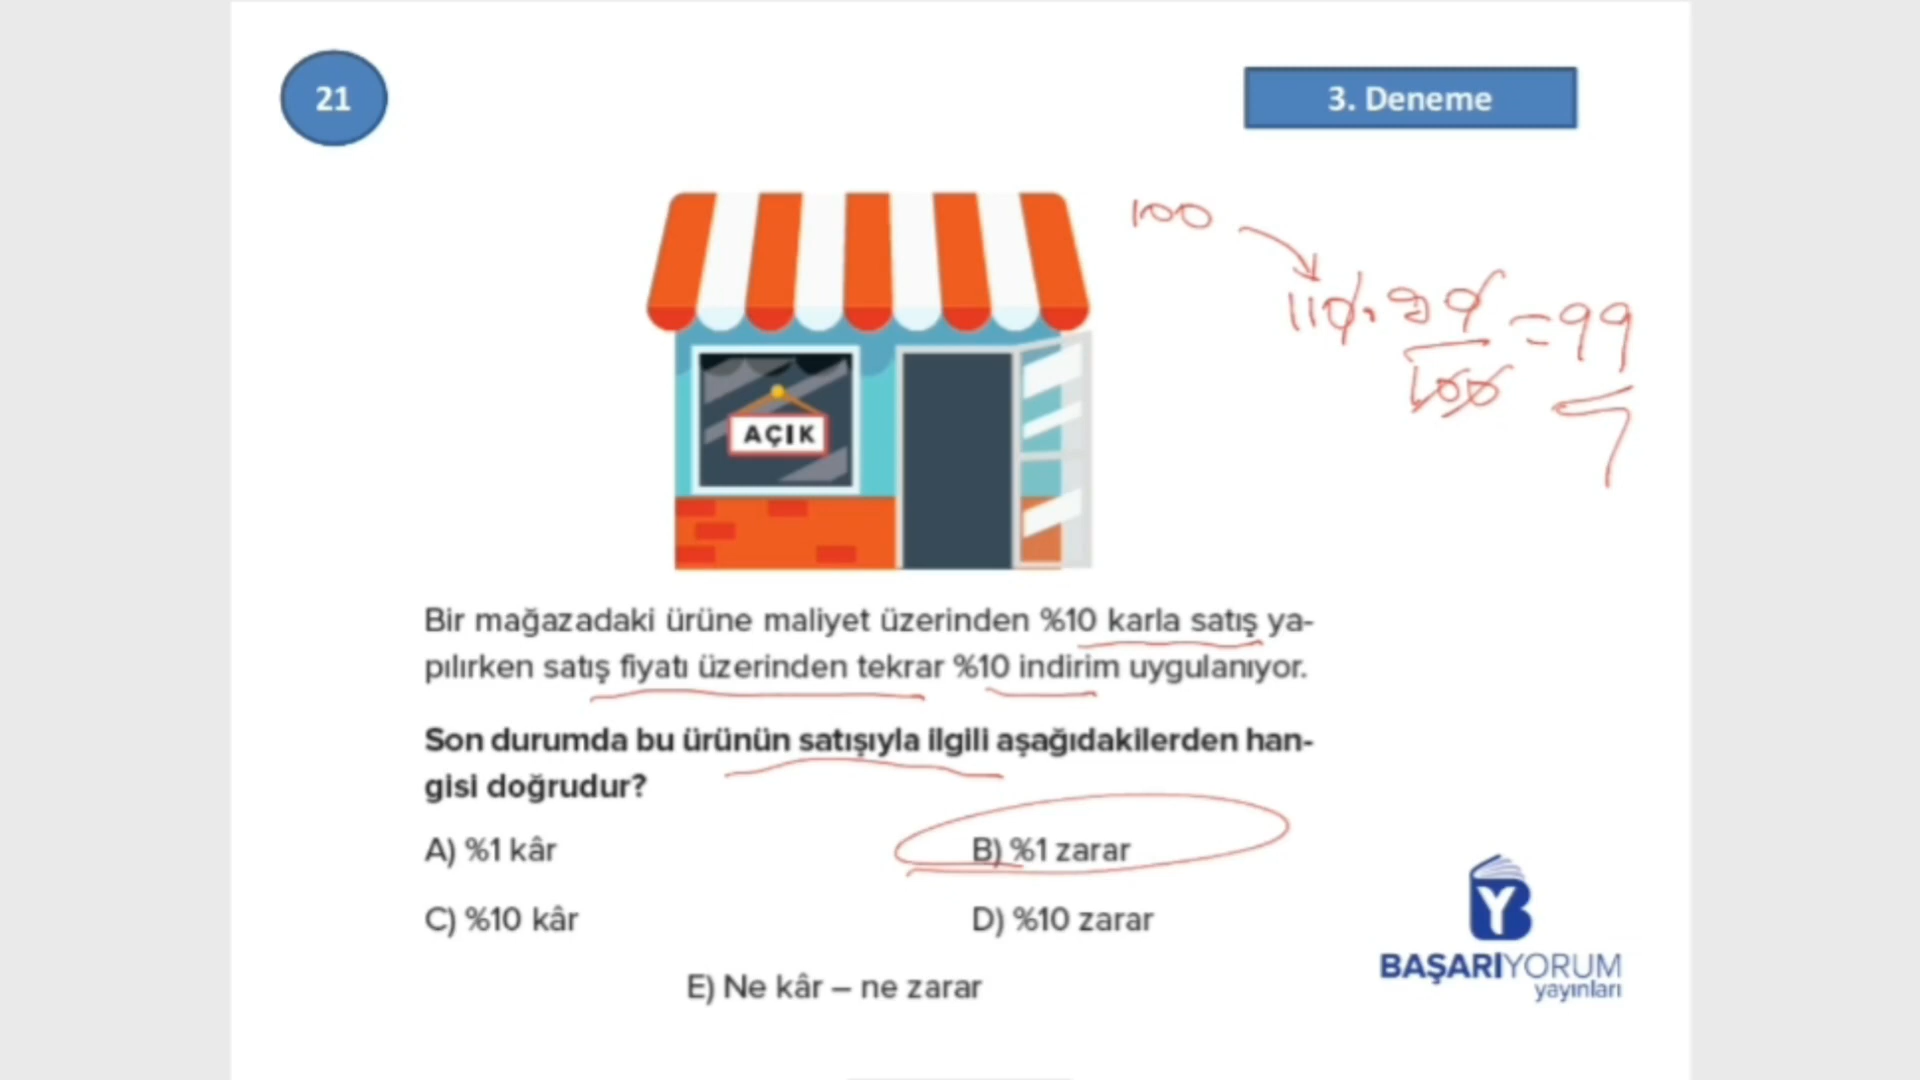 21
3. Deneme
100
110. 90 = 99
100
AÇIK
Bir mağazadaki ürüne maliyet üzerinden %10 karla satış ya-
pılırken satış fiyatı üzerinden tekrar %10 indirim uygulanıyor.
Son durumda bu ürünün satışıyla ilgili aşağıdakilerden han-
gisi doğrudur?
A) %1 kâr
B) %1 zarar
C) %10 kâr
D) %10 zarar
E) Ne kâr – ne zarar
BAŞARIYORUM
yayınları